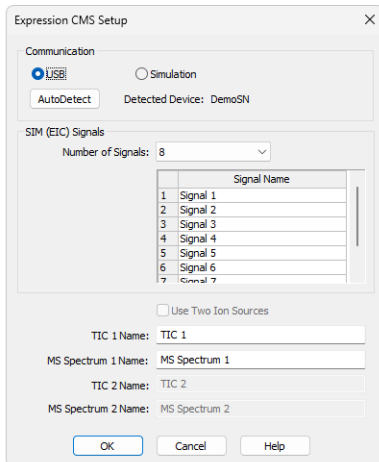 Expression CMS Setup
Communication
USB Simulation
AutoDetect Detected Device: DemoSN
SIM (EIC) Signals
Number of Signals: 8
Signal Name
1 Signal 1
2 Signal 2
3 Signal 3
4 Signal 4
5 Signal 5
6 Signal 6
7 Signal 7
Use Two Ion Sources
TIC 1 Name: TIC 1
MS Spectrum 1 Name: MS Spectrum 1
TIC 2 Name: TIC 2
MS Spectrum 2 Name: MS Spectrum 2
OK Cancel Help